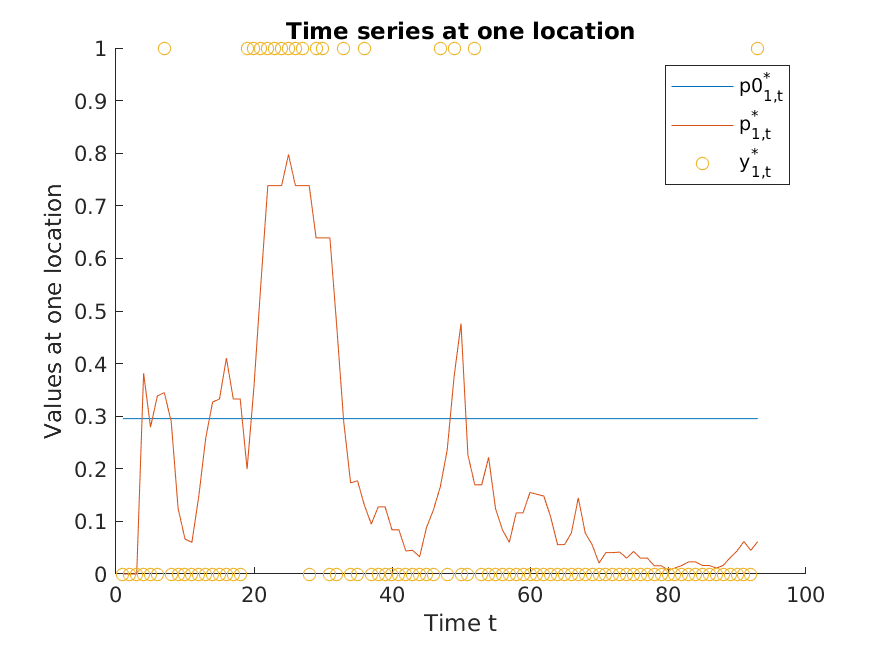 Time series at one location
Values at one location
1
0.9
0.8
0.7
0.6
0.5
0.4
0.3
0.2
0.1
0
0 20 40 60 80 100
Time t
p0*1,t
p*1,t
y*1,t